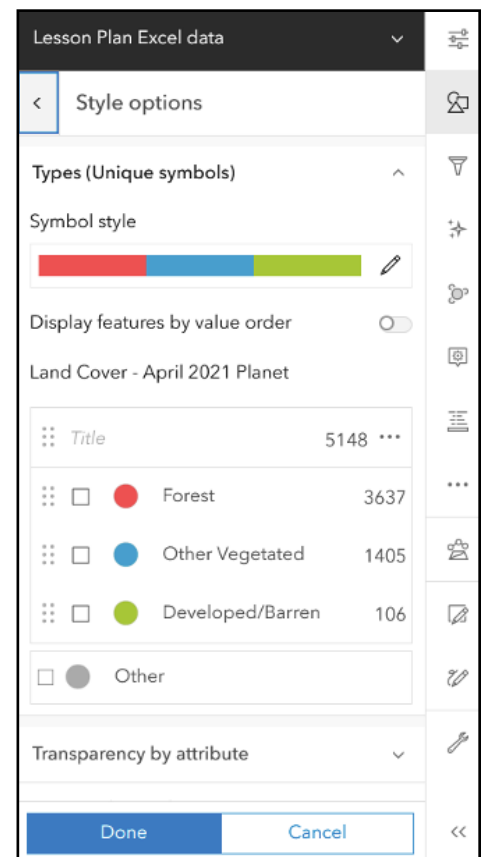 Lesson Plan Excel data
Style options
Types (Unique symbols)
Symbol style
Display features by value order
Land Cover - April 2021 Planet
Title 5148
Forest 3637
Other Vegetated 1405
Developed/Barren 106
Other
Transparency by attribute
Done Cancel